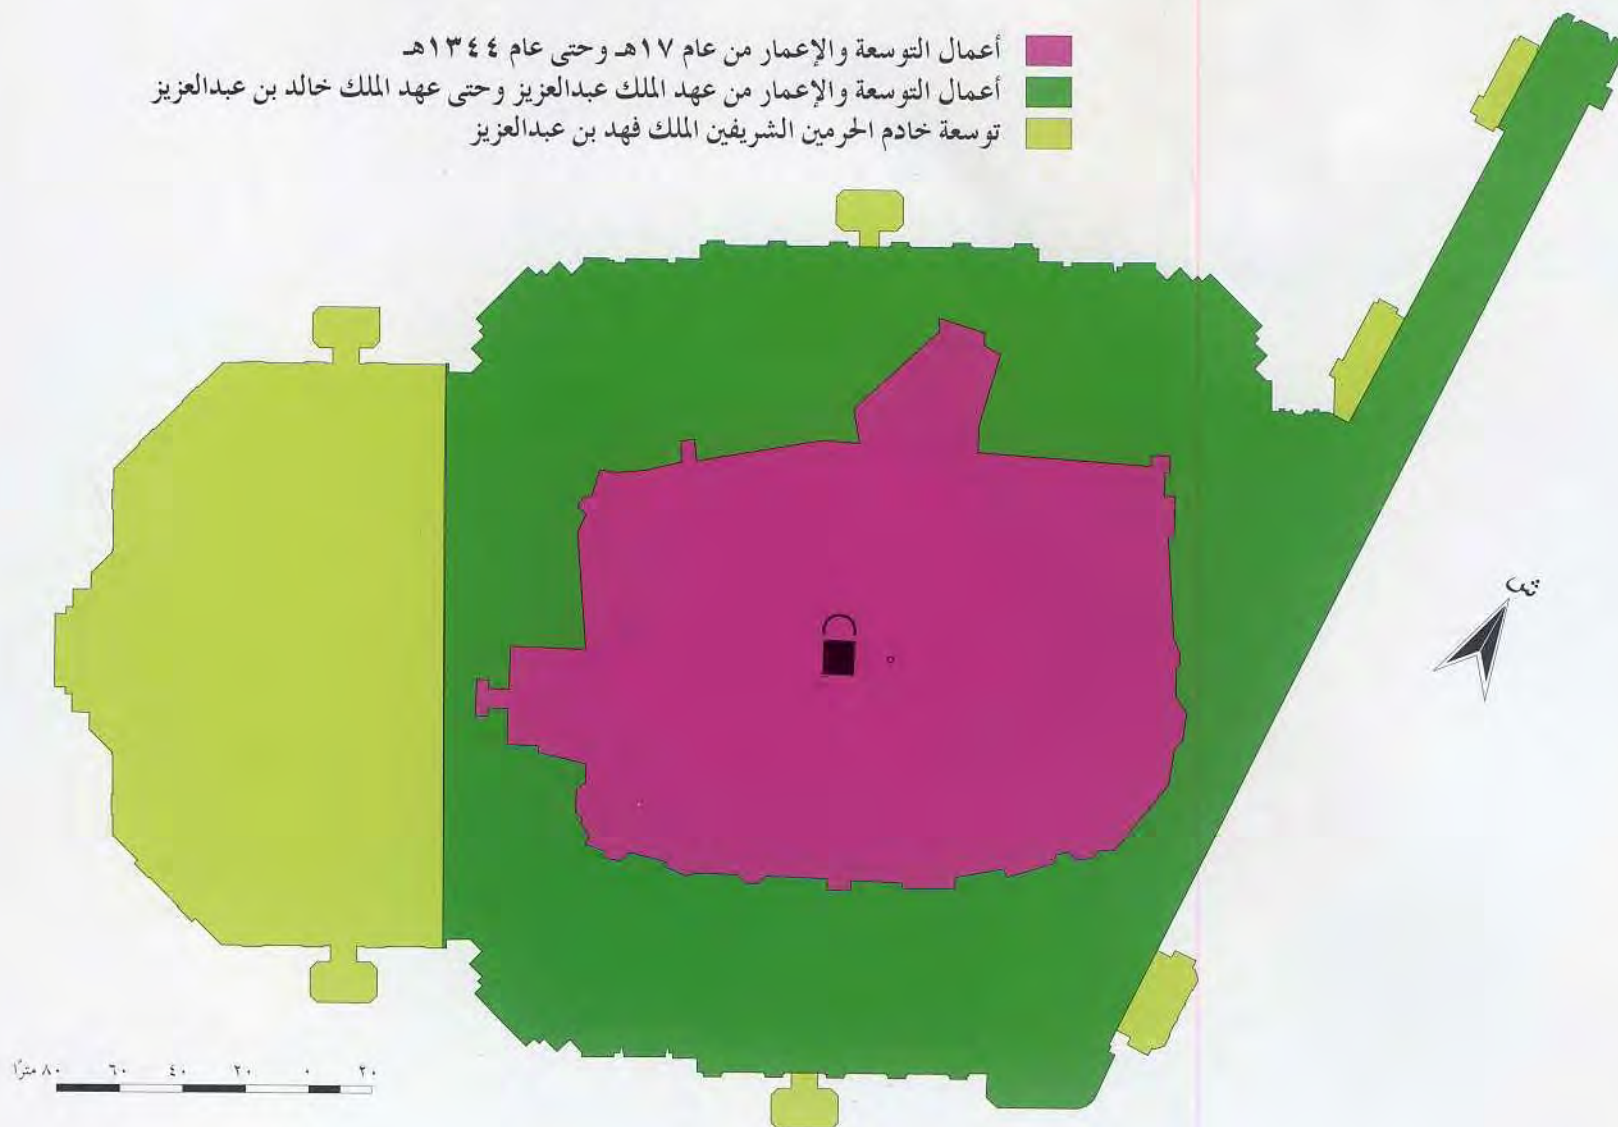 أعمال التوسعة والإعمار من عام ١٧هـ وحتى عام ١٣٤٤هـ
أعمال التوسعة والإعمار من عهد الملك عبدالعزيز وحتى عهد الملك خالد بن عبدالعزيز
توسعة خادم الحرمين الشريفين الملك فهد بن عبدالعزيز
ش
٢٠ ٠ ٢٠ ٤٠ ٦٠ ٨٠ مترًا